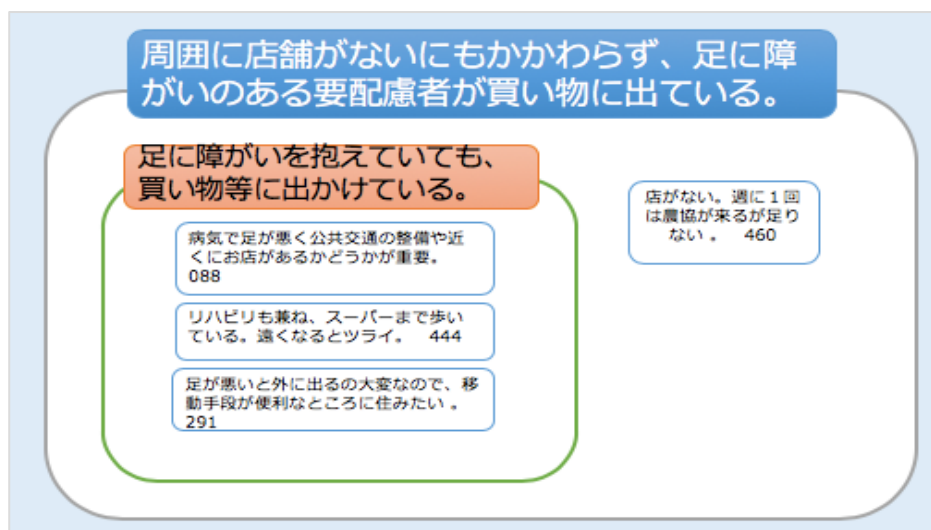 周囲に店舗がないにもかかわらず、足に障
がいのある要配慮者が買い物に出ている。
足に障がいを抱えていても、
買い物等に出かけている。
病気で足が悪く公共交通の整備や近
くにお店があるかどうかが重要。
088
リハビリも兼ね、スーパーまで歩い
ている。遠くなるとツライ。 444
足が悪いと外に出るの大変なので、移
動手段が便利なところに住みたい 。
291
店がない。週に１回
は農協が来るが足り
ない 。 460